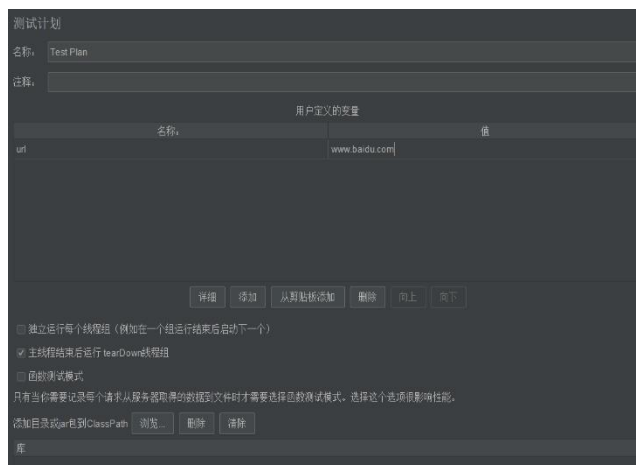 测试计划
名称: Test Plan
注释:
用户定义的变量
名称: 值
url www.baidu.com
详细 添加 从剪贴板添加 删除 向上 向下
独立运行每个线程组（例如在一个组运行结束后启动下一个）
主线程结束后运行 tearDown线程组
函数测试模式
只有当你需要记录每个请求从服务器取得的数据到文件时才需要选择函数测试模式。选择这个选项很影响性能。
添加目录或jar包到ClassPath 浏览... 删除 清除
库